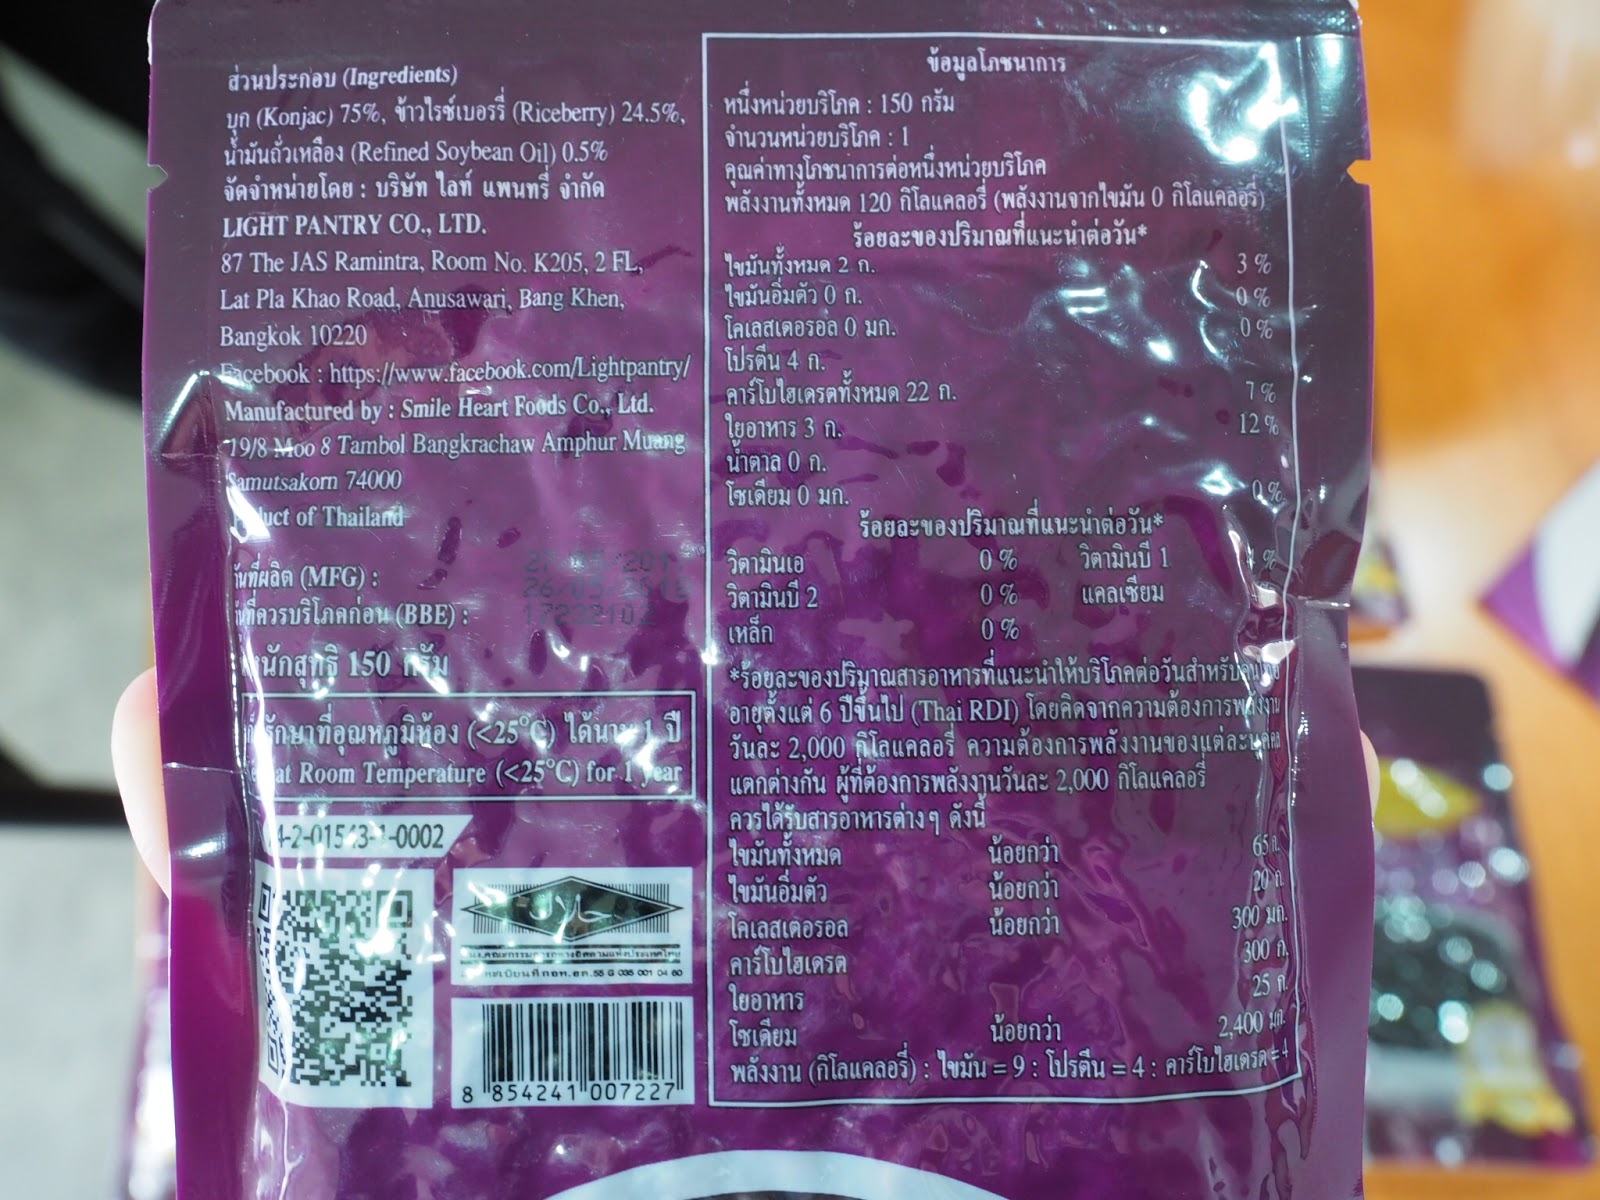 ส่วนประกอบ (Ingredients)
บุก (Konjac) 75%, ข้าวไรซ์เบอร์รี่ (Riceberry) 24.5%,
น้ำมันถั่วเหลือง (Refined Soybean Oil) 0.5%
จัดจำหน่ายโดย : บริษัท ไลท์ แพนทรี่ จำกัด
LIGHT PANTRY CO., LTD.
87 The JAS Ramintra, Room No. K205, 2 FL,
Lat Pla Khao Road, Anusawari, Bang Khen,
Bangkok 10220
Facebook : https://www.facebook.com/Lightpantry/
Manufactured by : Smile Heart Foods Co., Ltd.
79/8 Moo 8 Tambol Bangkrachaw Amphur Muang
Samutsakorn 74000
of Thailand
(MFG) :
(BBE) :
17222102
150 กรัม
(<25°C) ได้นาน 1 ปี
at Room Temperature (<25°C) for 1 year
8 854241 007227
ข้อมูลโภชนาการ
หนึ่งหน่วยบริโภค : 150 กรัม
จำนวนหน่วยบริโภค : 1
คุณค่าทางโภชนาการต่อหนึ่งหน่วยบริโภค
พลังงานทั้งหมด 120 กิโลแคลอรี่ (พลังงานจากไขมัน 0 กิโลแคลอรี่)
ร้อยละของปริมาณที่แนะนำต่อวัน*
ไขมันทั้งหมด 2 ก. 3 %
ไขมันอิ่มตัว 0 ก. 0 %
โคเลสเตอรอล 0 มก. 0 %
โปรตีน 4 ก.
คาร์โบไฮเดรตทั้งหมด 22 ก. 7 %
ใยอาหาร 3 ก. 12 %
น้ำตาล 0 ก.
โซเดียม 0 มก. 0 %
ร้อยละของปริมาณที่แนะนำต่อวัน*
วิตามินเอ 0 % วิตามินบี 1
วิตามินบี 2 0 % แคลเซียม
เหล็ก 0 %
*ร้อยละของปริมาณสารอาหารที่แนะนำให้บริโภคต่อวันสำหรับคนไทย
อายุตั้งแต่ 6 ปีขึ้นไป (Thai RDI) โดยคิดจากความต้องการพลังงาน
วันละ 2,000 กิโลแคลอรี่ ความต้องการพลังงานของแต่ละบุคคล
แตกต่างกัน ผู้ที่ต้องการพลังงานวันละ 2,000 กิโลแคลอรี่
ควรได้รับสารอาหารต่างๆ ดังนี้
ไขมันทั้งหมด น้อยกว่า 65 ก.
ไขมันอิ่มตัว น้อยกว่า 20 ก.
โคเลสเตอรอล น้อยกว่า 300 มก.
คาร์โบไฮเดรต 300 ก.
ใยอาหาร 25 ก.
โซเดียม น้อยกว่า 2,400 มก.
พลังงาน (กิโลแคลอรี่) : ไขมัน = 9 : โปรตีน = 4 : คาร์โบไฮเดรต = 4